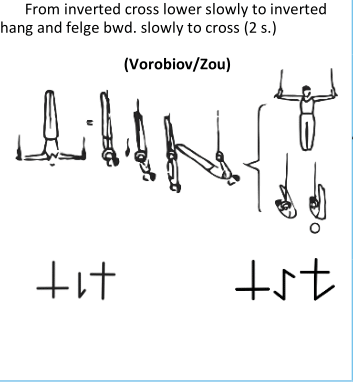 From inverted cross lower slowly to inverted
hang and felge bwd. slowly to cross (2 s.)
(Vorobiov/Zou)